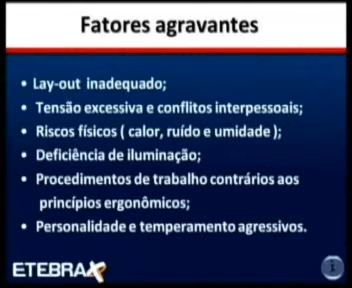 Fatores agravantes
• Lay-out inadequado;
• Tensão excessiva e conflitos interpessoais;
• Riscos físicos ( calor, ruído e umidade );
• Deficiência de iluminação;
• Procedimentos de trabalho contrários aos
princípios ergonômicos;
• Personalidade e temperamento agressivos.
ETEBRAX